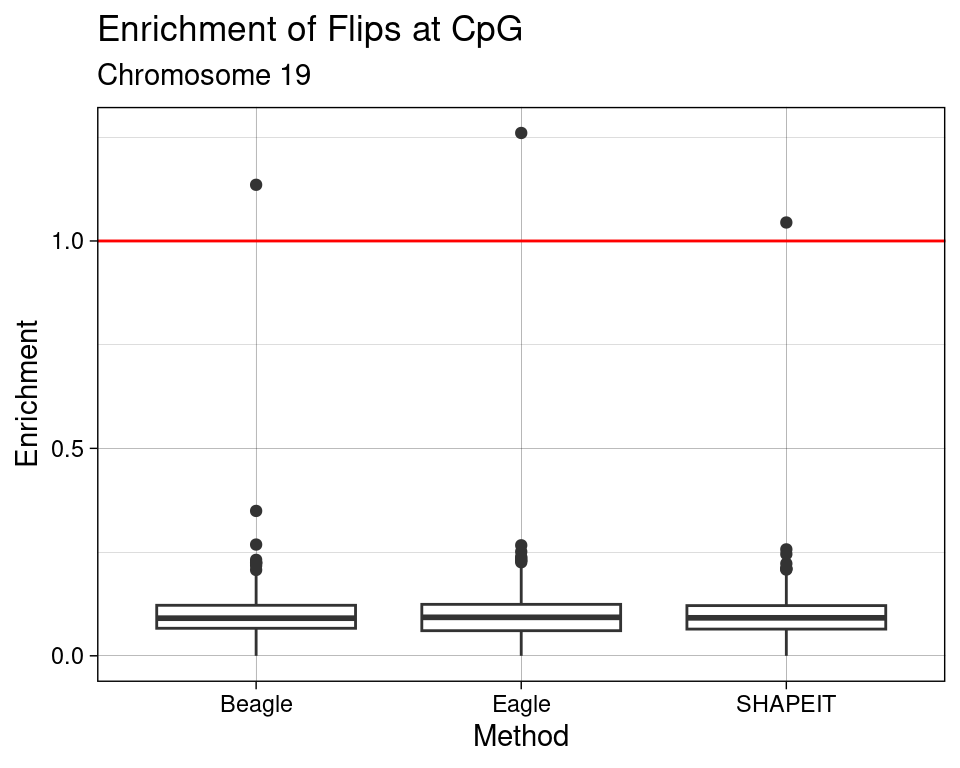 Enrichment of Flips at CpG
Chromosome 19
Enrichment
1.0
0.5
0.0
Beagle Eagle SHAPEIT
Method